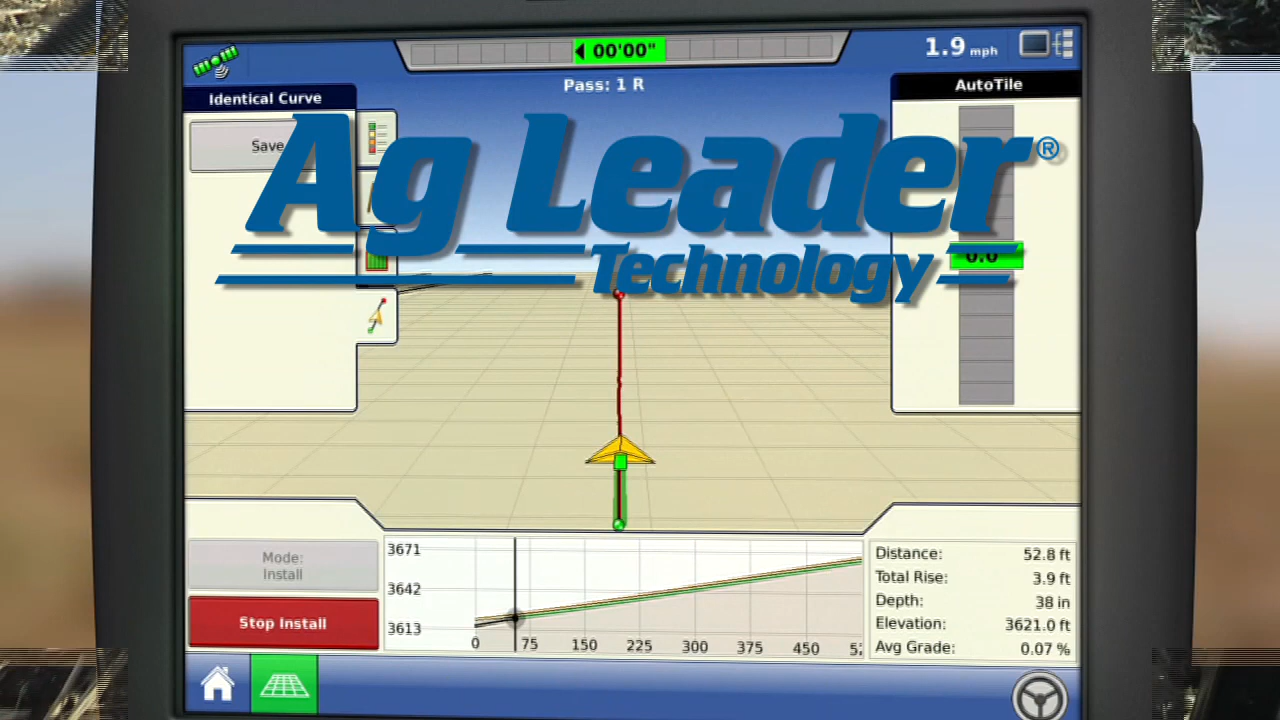 00'00"
1.9 mph
Pass: 1 R
Identical Curve
AutoTile
Save
Ag Leader®
Technology
0.0
Mode:
Install
Stop Install
3671
3642
3613
0 75 150 225 300 375 450
Distance: 52.8 ft
Total Rise: 3.9 ft
Depth: 38 in
Elevation: 3621.0 ft
Avg Grade: 0.07 %